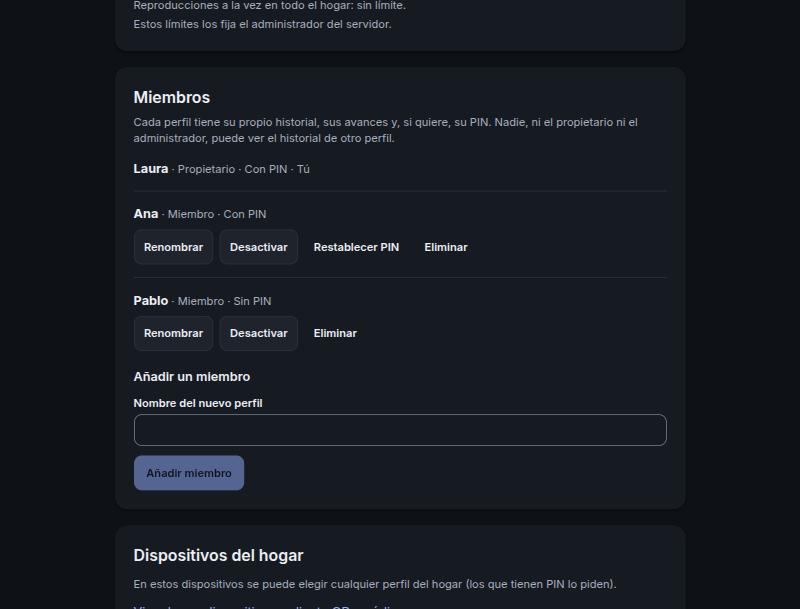 Reproducciones a la vez en todo el hogar: sin límite.
Estos límites los fija el administrador del servidor.
Miembros
Cada perfil tiene su propio historial, sus avances y, si quiere, su PIN. Nadie, ni el propietario ni el
administrador, puede ver el historial de otro perfil.
Laura · Propietario · Con PIN · Tú
Ana · Miembro · Con PIN
Renombrar Desactivar Restablecer PIN Eliminar
Pablo · Miembro · Sin PIN
Renombrar Desactivar Eliminar
Añadir un miembro
Nombre del nuevo perfil
Añadir miembro
Dispositivos del hogar
En estos dispositivos se puede elegir cualquier perfil del hogar (los que tienen PIN lo piden).